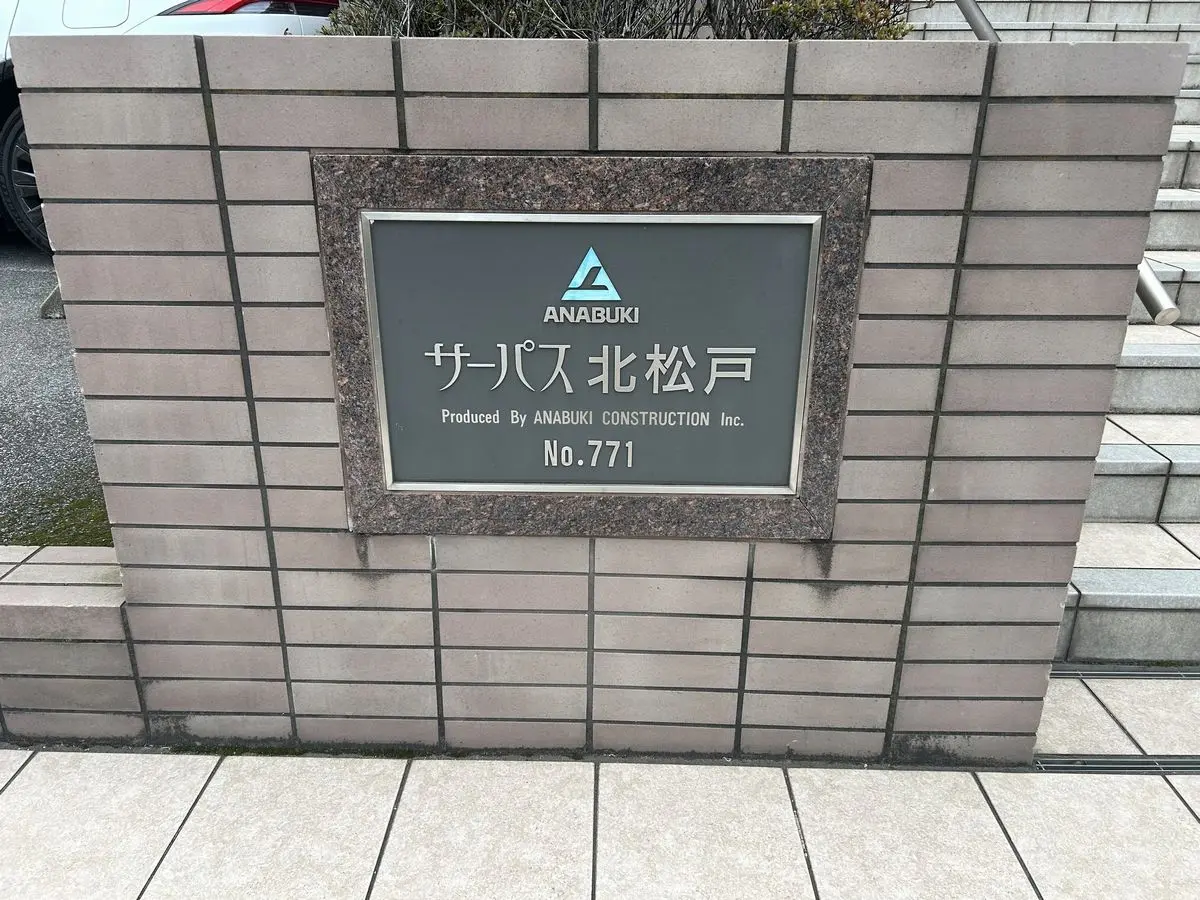 ANABUKI
サーパス北松戸
Produced By ANABUKI CONSTRUCTION Inc.
No.771